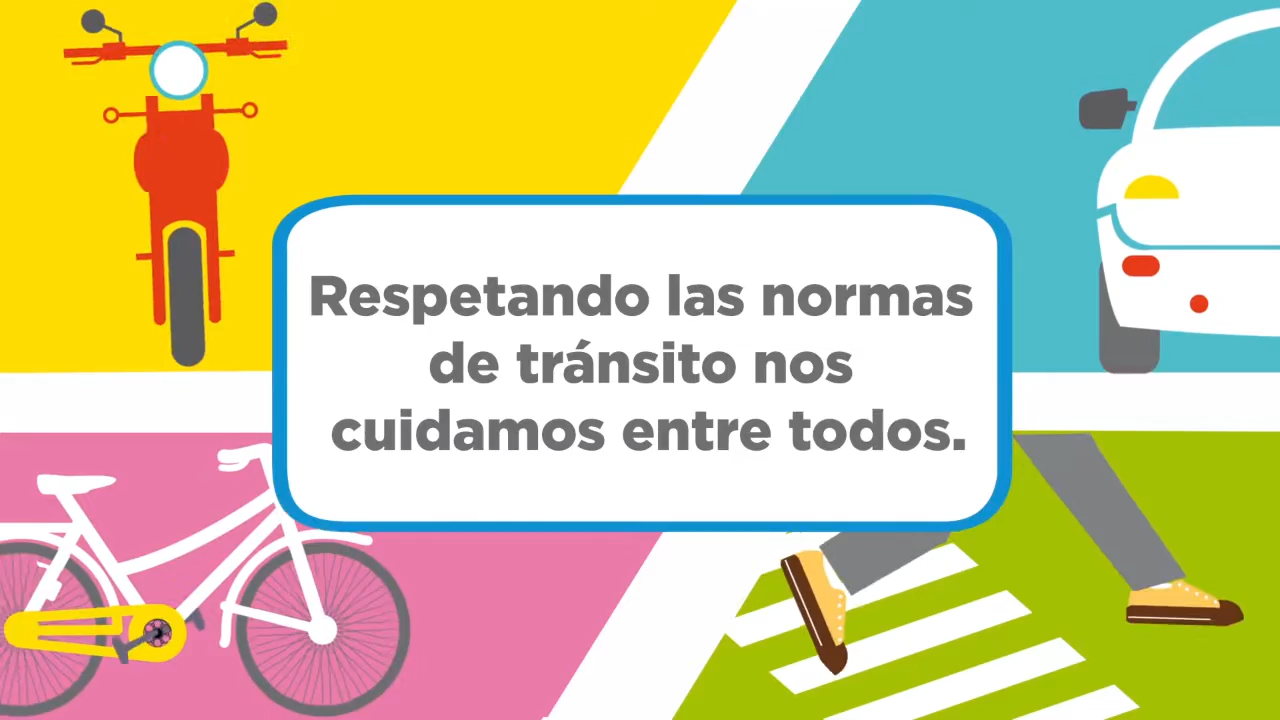 Respetando las normas
de tránsito nos
cuidamos entre todos.